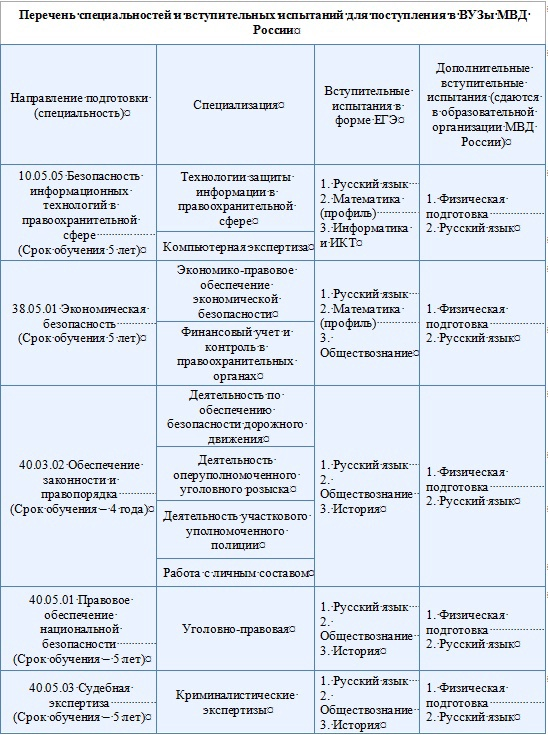 Перечень специальностей и вступительных испытаний для поступления в ВУЗы МВД
России¤
Направление подготовки
(специальность)¤
Специализация¤
Вступительные
испытания в
форме ЕГЭ¤
Дополнительные
вступительные
испытания (сдаются
в образовательной
организации МВД
России)¤
10.05.05 Безопасность
информационных
технологий в
правоохранительной
сфере
(Срок обучения 5 лет)¤
Технологии защиты
информации в
правоохранительной
сфере¤
Компьютерная экспертиза¤
1. Русский язык
2. Математика
(профиль)
3. Информатика
и ИКТ¤
1. Физическая
подготовка
2. Русский язык¤
38.05.01 Экономическая
безопасность
(Срок обучения 5 лет)¤
Экономико-правовое
обеспечение
экономической
безопасности¤
Финансовый учет и
контроль в
правоохранительных
органах¤
1. Русский язык
2. Математика
(профиль)
3.
Обществознание¤
1. Физическая
подготовка
2. Русский язык¤
40.03.02 Обеспечение
законности и
правопорядка
(Срок обучения – 4 года)¤
Деятельность по
обеспечению
безопасности дорожного
движения¤
Деятельность
оперуполномоченного
уголовного розыска¤
Деятельность участкового
уполномоченного
полиции¤
Работа с личным составом¤
1. Русский язык
2.
Обществознание
3. История¤
1. Физическая
подготовка
2. Русский язык¤
40.05.01 Правовое
обеспечение
национальной
безопасности
(Срок обучения – 5 лет)¤
Уголовно-правовая¤
1. Русский язык
2.
Обществознание
3. История¤
1. Физическая
подготовка
2. Русский язык¤
40.05.03 Судебная
экспертиза
(Срок обучения – 5 лет)¤
Криминалистические
экспертизы¤
1. Русский язык
2.
Обществознание
3. История¤
1. Физическая
подготовка
2. Русский язык¤